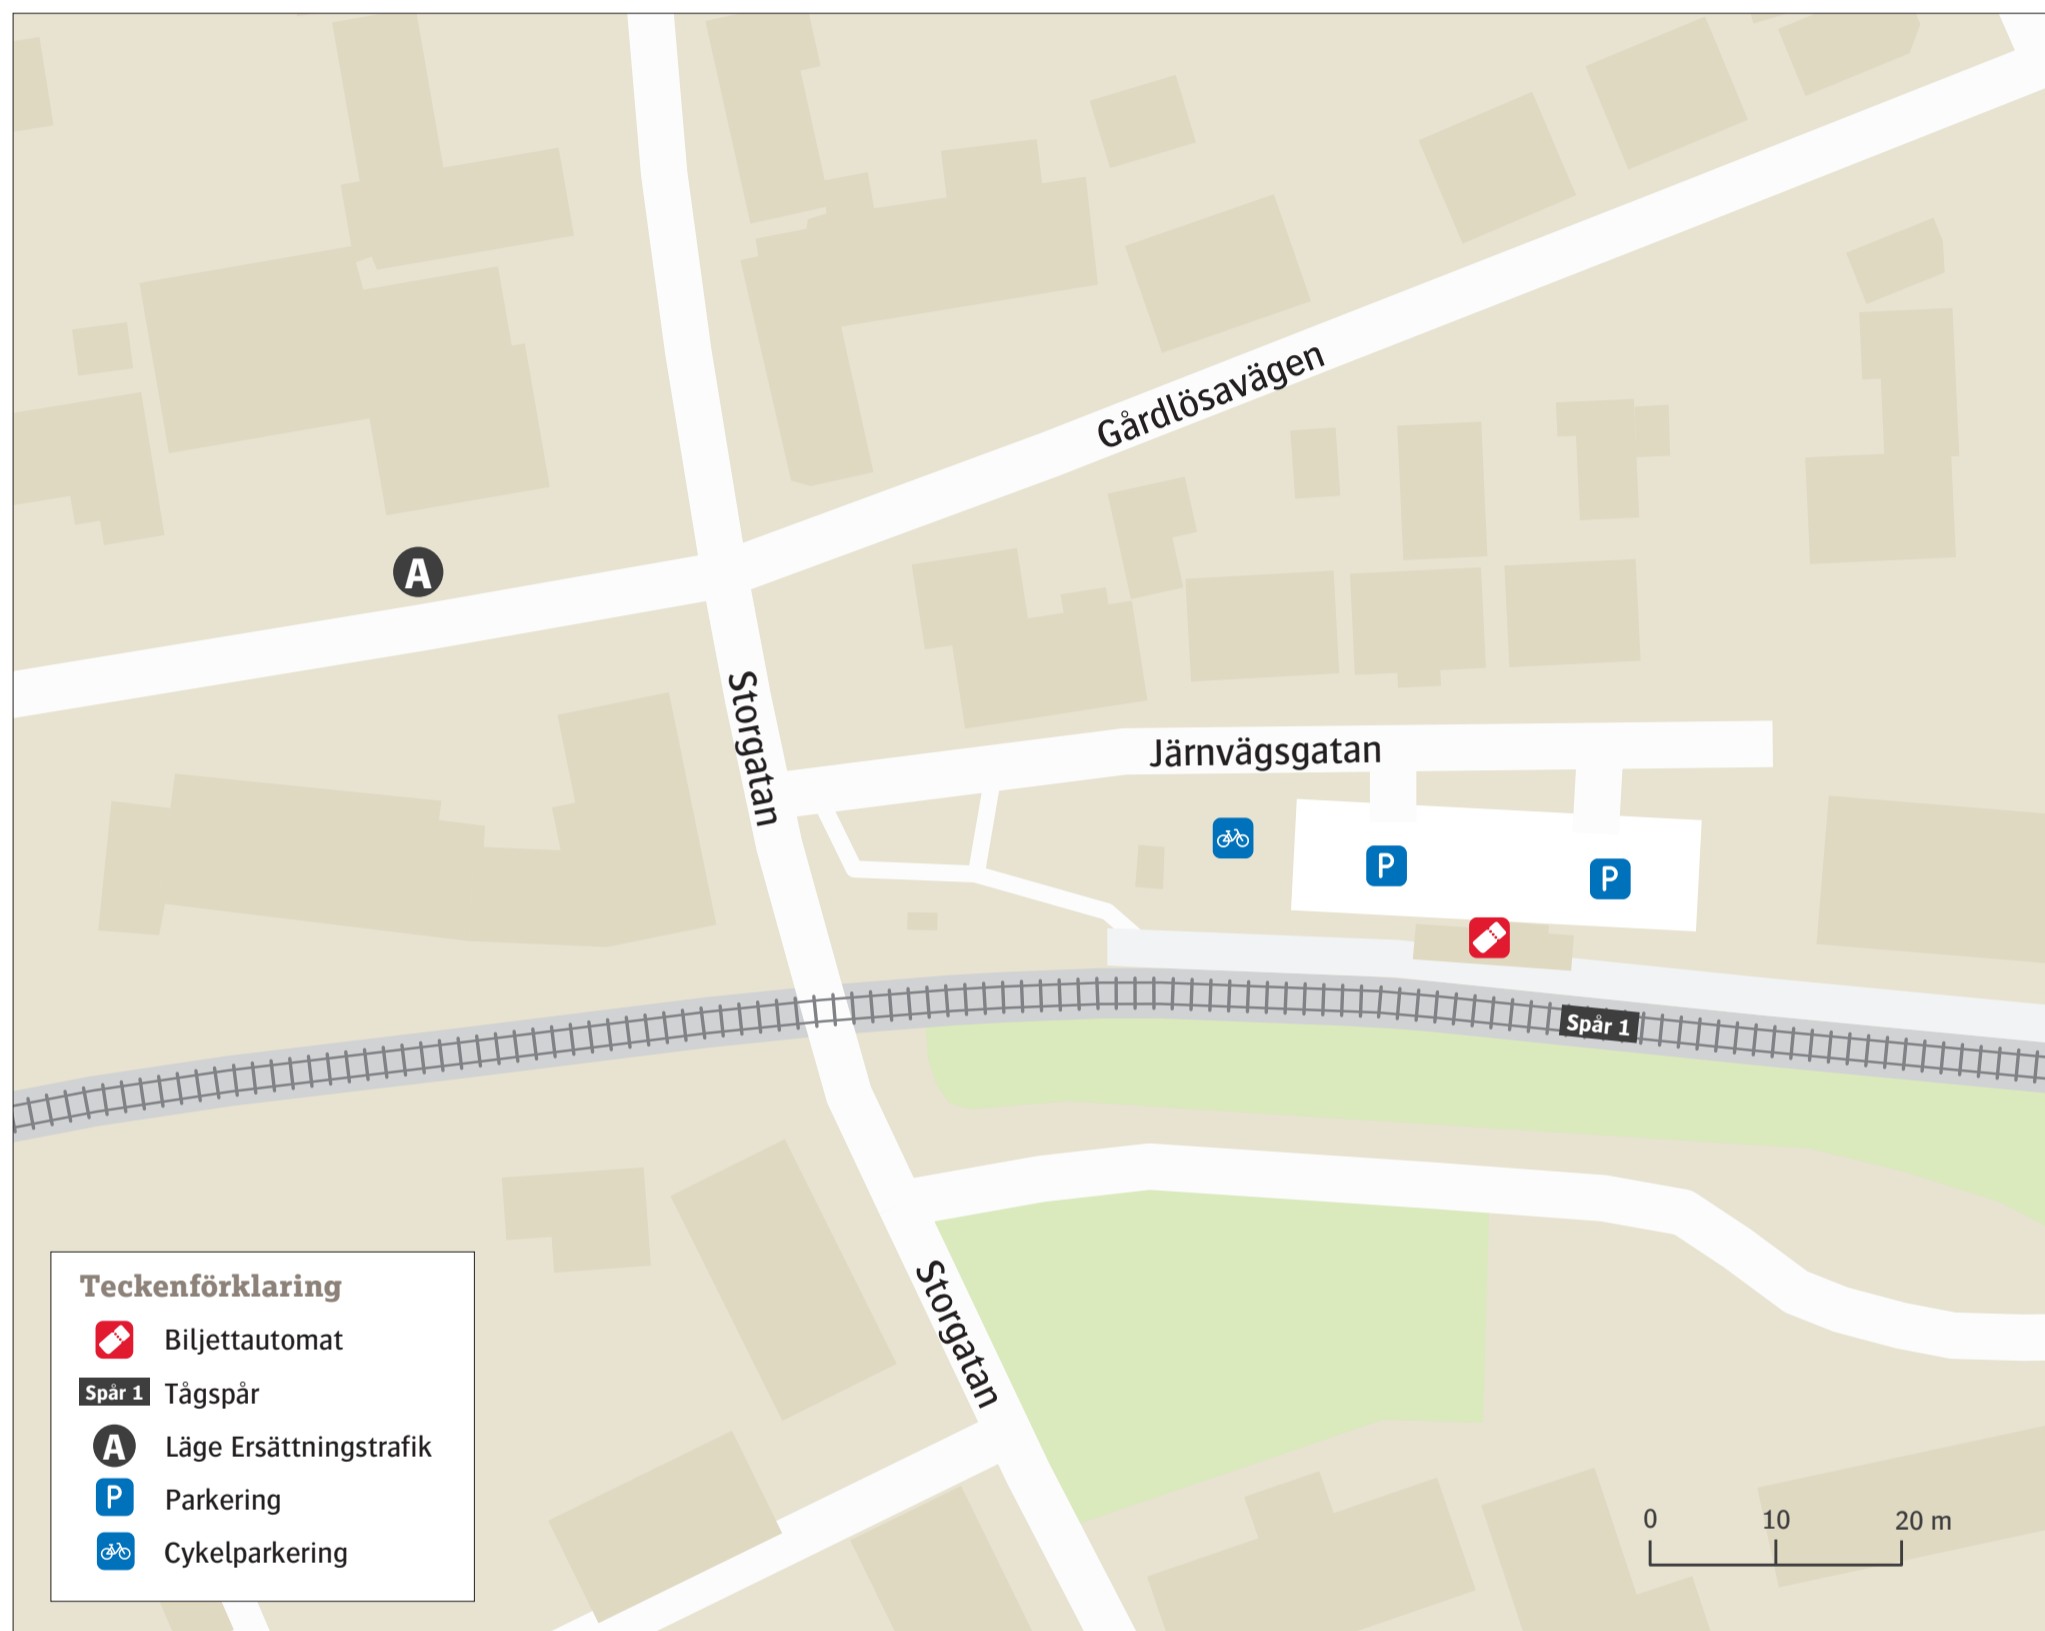 Gårdlösavägen
A
Storgatan
Järnvägsgatan
P
P
Spår 1
Storgatan
Teckenförklaring
Biljettautomat
Spår 1 Tågspår
A Läge Ersättningstrafik
P Parkering
Cykelparkering
0 10 20 m